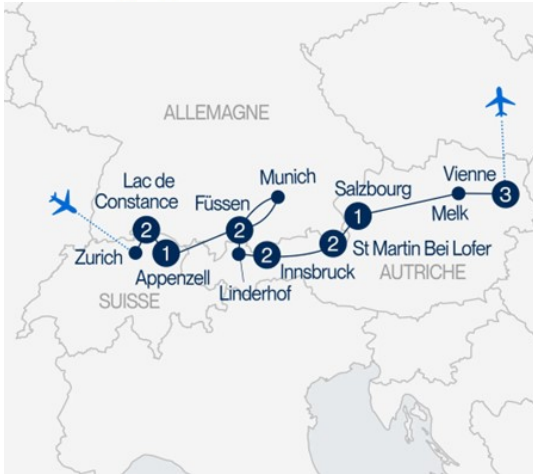 ALLEMAGNE
Lac de
Constance
2
Zurich
1
Appenzell
SUISSE
Füssen
2
Munich
Linderhof
2
Innsbruck
Salzbourg
1
2
St Martin Bei Lofer
AUTRICHE
Vienne
3
Melk